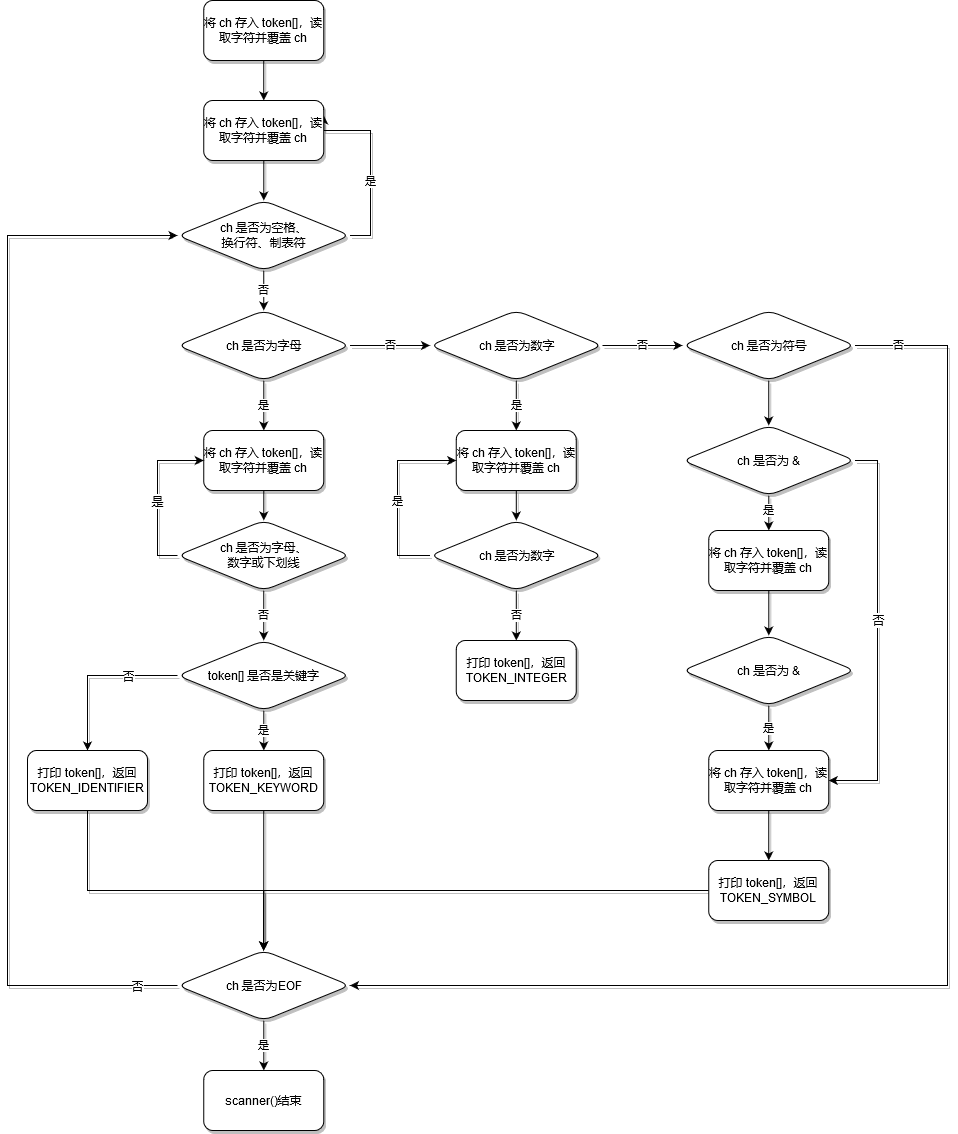 将 ch 存入 token[]，读
取字符并覆盖 ch
将 ch 存入 token[]，读
取字符并覆盖 ch
是
ch 是否为空格、
换行符、制表符
否
ch 是否为字母
否
ch 是否为数字
否
ch 是否为符号
否
是
是
将 ch 存入 token[]，读
取字符并覆盖 ch
将 ch 存入 token[]，读
取字符并覆盖 ch
ch 是否为 &
是
是
是
ch 是否为字母、
数字或下划线
ch 是否为数字
将 ch 存入 token[]，读
取字符并覆盖 ch
否
否
否
token[] 是否是关键字
打印 token[]，返回
TOKEN_INTEGER
ch 是否为 &
否
是
是
打印 token[]，返回
TOKEN_IDENTIFIER
打印 token[]，返回
TOKEN_KEYWORD
将 ch 存入 token[]，读
取字符并覆盖 ch
打印 token[]，返回
TOKEN_SYMBOL
否
ch 是否为EOF
是
scanner()结束